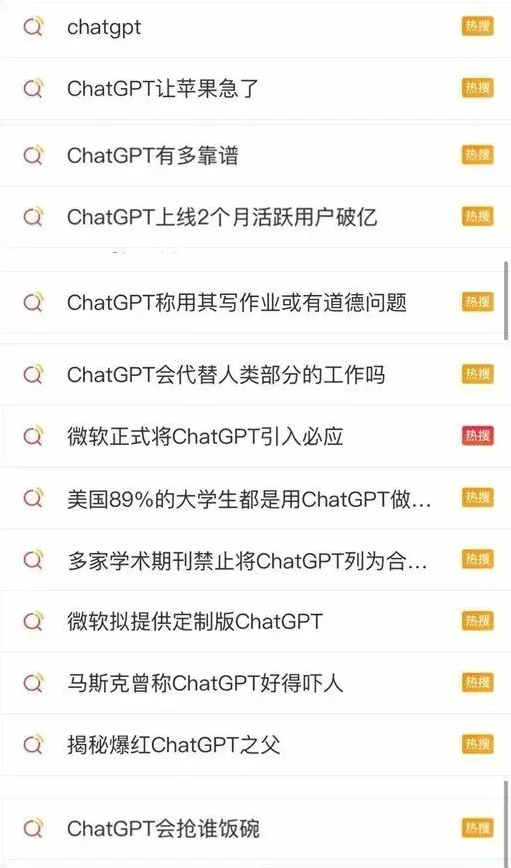 chatgpt 热搜
ChatGPT让苹果急了 热搜
ChatGPT有多靠谱 热搜
ChatGPT上线2个月活跃用户破亿 热搜
ChatGPT称用其写作业或有道德问题 热搜
ChatGPT会代替人类部分的工作吗 热搜
微软正式将ChatGPT引入必应 热搜
美国89%的大学生都是用ChatGPT做... 热搜
多家学术期刊禁止将ChatGPT列为合... 热搜
微软拟提供定制版ChatGPT 热搜
马斯克曾称ChatGPT好得吓人 热搜
揭秘爆红ChatGPT之父 热搜
ChatGPT会抢谁饭碗 热搜